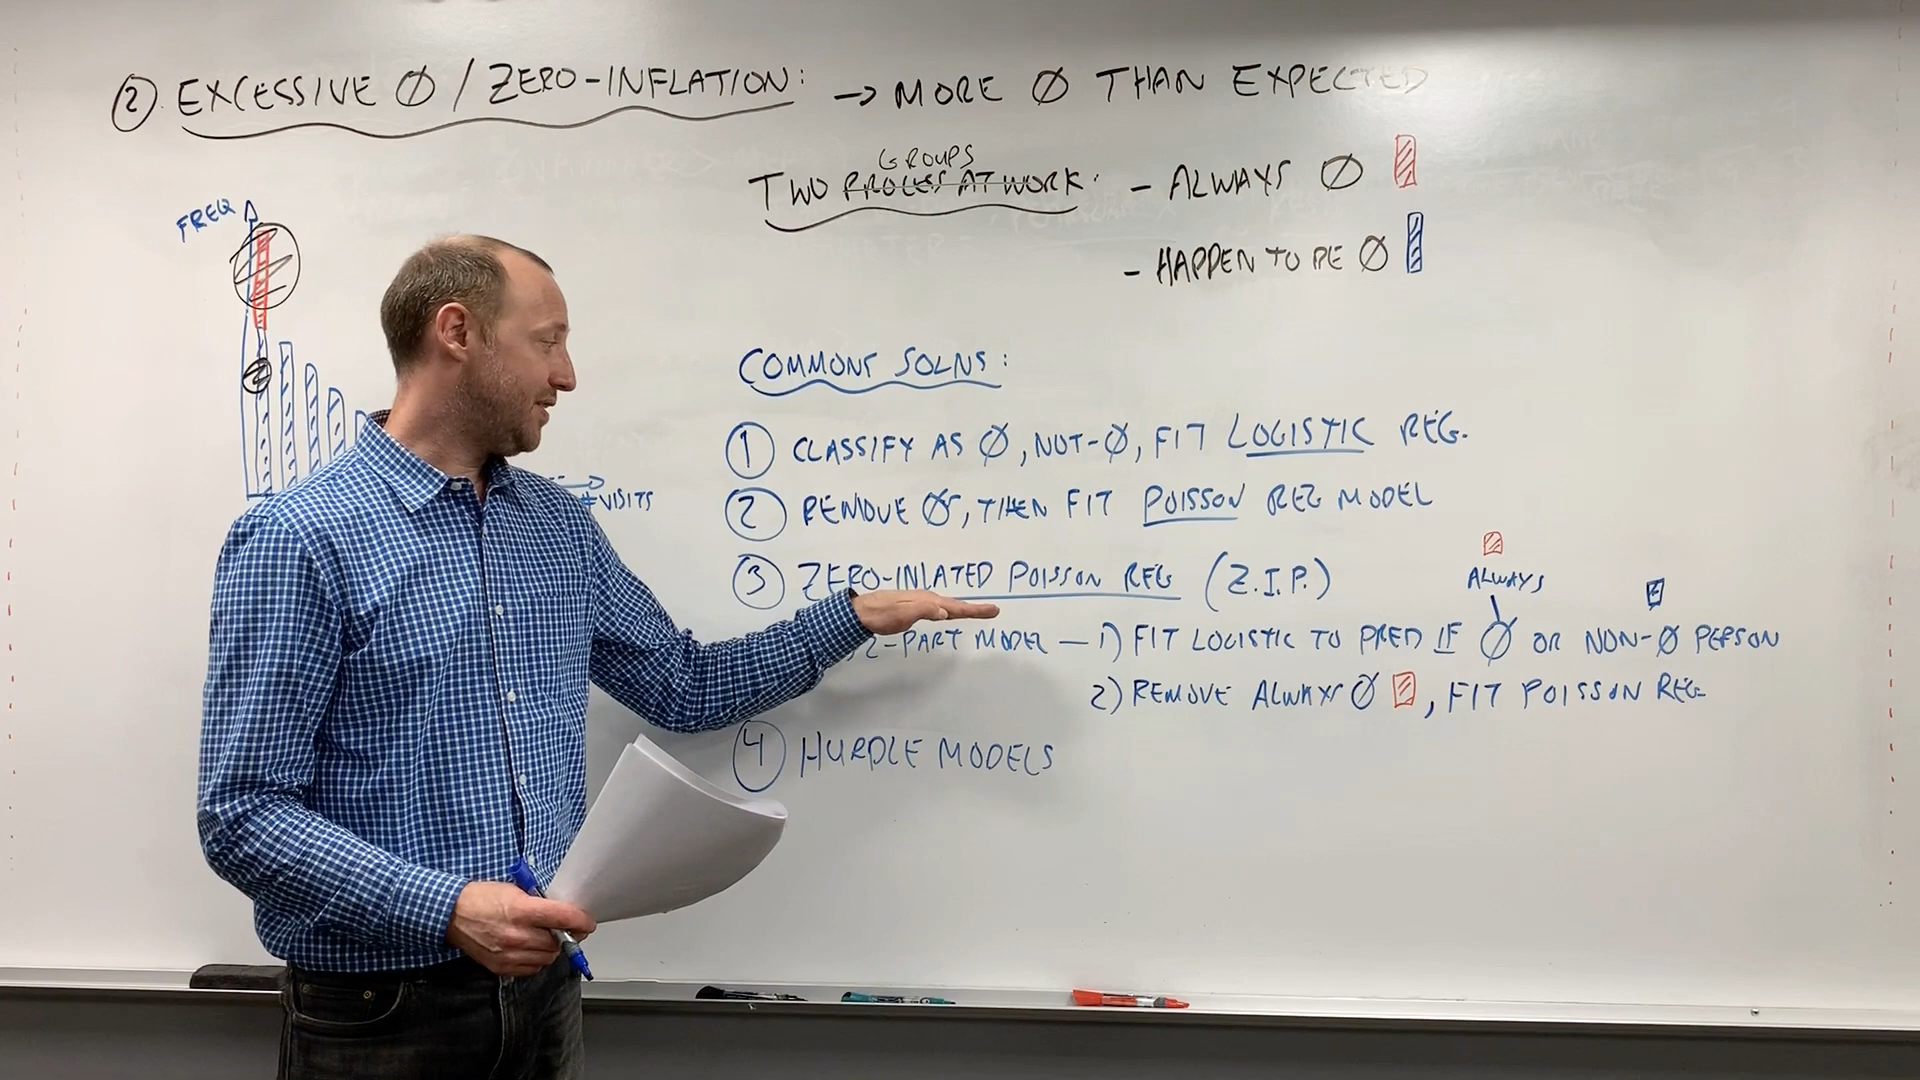 ② EXCESSIVE Ø / ZERO-INFLATION: → MORE Ø THAN EXPECTED
GROUPS
TWO PROCESS AT WORK: - ALWAYS Ø
- HAPPEN TO BE Ø
FREQ
# VISITS
COMMON SOLNS:
① CLASSIFY AS Ø, NOT-Ø, FIT LOGISTIC REG.
② REMOVE Øs, THEN FIT POISSON REG MODEL
③ ZERO-INLATED POISSON REG (Z.I.P.)
ALWAYS
2-PART MODEL — 1) FIT LOGISTIC TO PRED IF Ø OR NON-Ø PERSON
2) REMOVE ALWAYS Ø, FIT POISSON REG
④ HURDLE MODELS